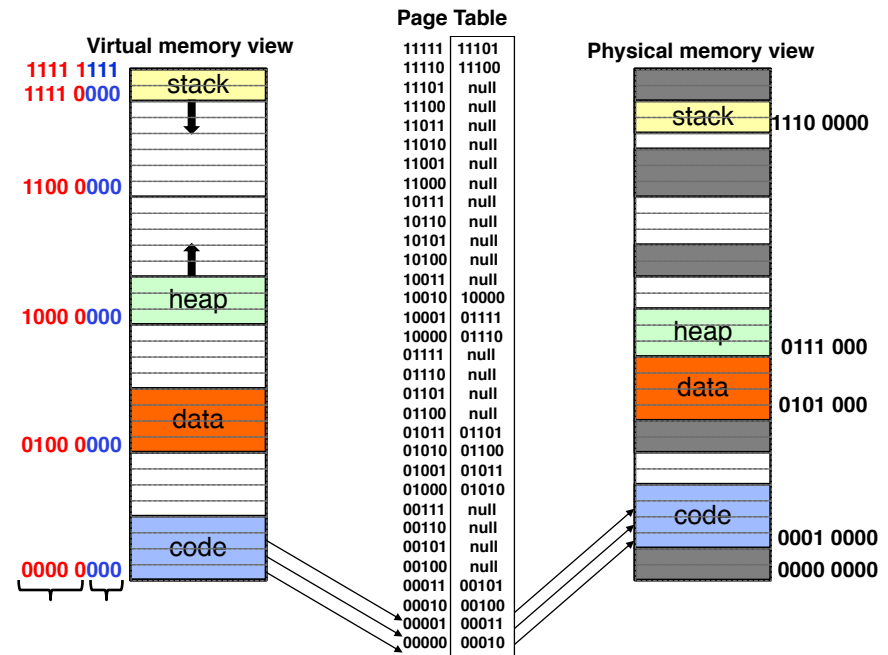 Page Table
Virtual memory view
Physical memory view
1111 1111
stack
1111 0000
1100 0000
heap
1000 0000
data
0100 0000
code
0000 0000
11111 11101
11110 11100
11101 null
11100 null
11011 null
11010 null
11001 null
11000 null
10111 null
10110 null
10101 null
10100 null
10011 null
10010 10000
10001 01111
10000 01110
01111 null
01110 null
01101 null
01100 null
01011 01101
01010 01100
01001 01011
01000 01010
00111 null
00110 null
00101 null
00100 null
00011 00101
00010 00100
00001 00011
00000 00010
stack
1110 0000
heap
0111 000
data
0101 000
code
0001 0000
0000 0000